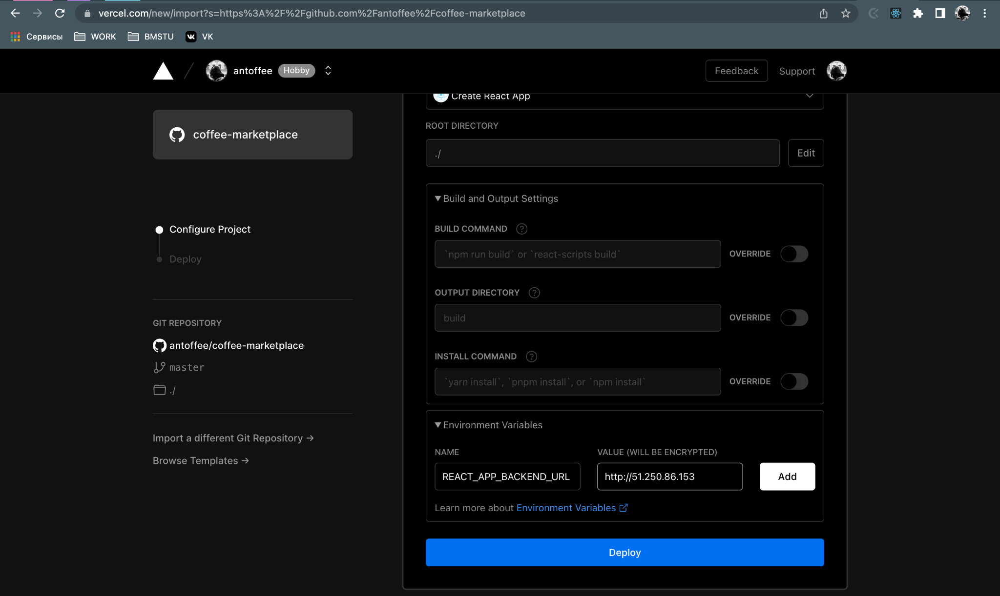 vercel.com/new/import?s=https%3A%2F%2Fgithub.com%2Fantoffee%2Fcoffee-marketplace
Сервисы
WORK
BMSTU
VK
antoffee
Hobby
Feedback
Support
coffee-marketplace
Configure Project
Deploy
GIT REPOSITORY
antoffee/coffee-marketplace
master
./
Import a different Git Repository →
Browse Templates →
Create React App
ROOT DIRECTORY
./
Edit
Build and Output Settings
BUILD COMMAND ?
`npm run build` or `react-scripts build`
OVERRIDE
OUTPUT DIRECTORY ?
build
OVERRIDE
INSTALL COMMAND ?
`yarn install`, `pnpm install`, or `npm install`
OVERRIDE
Environment Variables
NAME
VALUE (WILL BE ENCRYPTED)
REACT_APP_BACKEND_URL
http://51.250.86.153
Add
Learn more about Environment Variables
Deploy